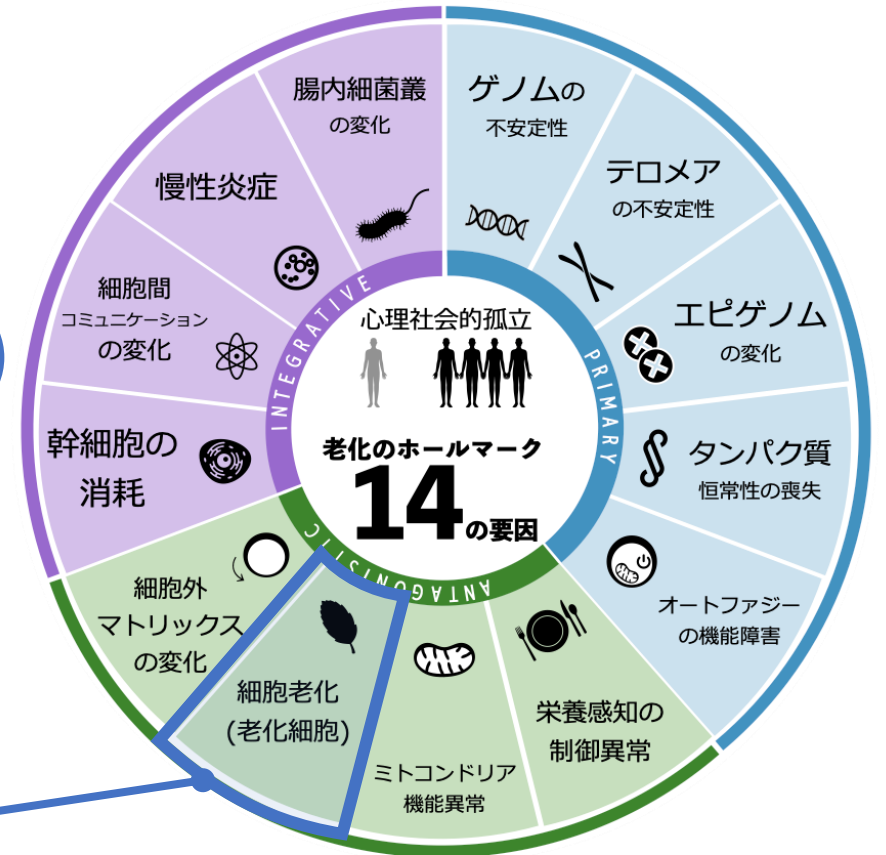 腸内細菌叢
の変化
ゲノムの
不安定性
慢性炎症
テロメア
の不安定性
細胞間
コミュニケーション
の変化
エピゲノム
の変化
幹細胞の
消耗
タンパク質
恒常性の喪失
細胞外
マトリックス
の変化
オートファジー
の機能障害
細胞老化
(老化細胞)
ミトコンドリア
機能異常
栄養感知の
制御異常
INTEGRATIVE
PRIMARY
ANTAGONISTIC
心理社会的孤立
老化のホールマーク
14の要因